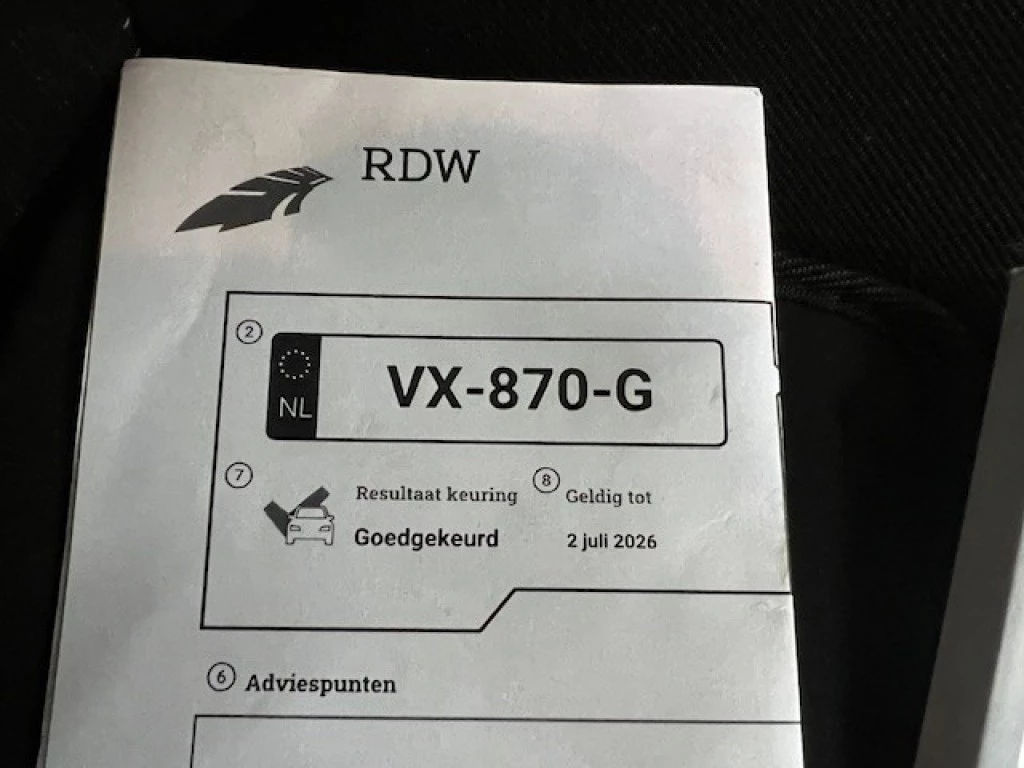 RDW
2
NL
VX-870-G
7
Resultaat keuring
8
Geldig tot
Goedgekeurd
2 juli 2026
6
Adviespunten